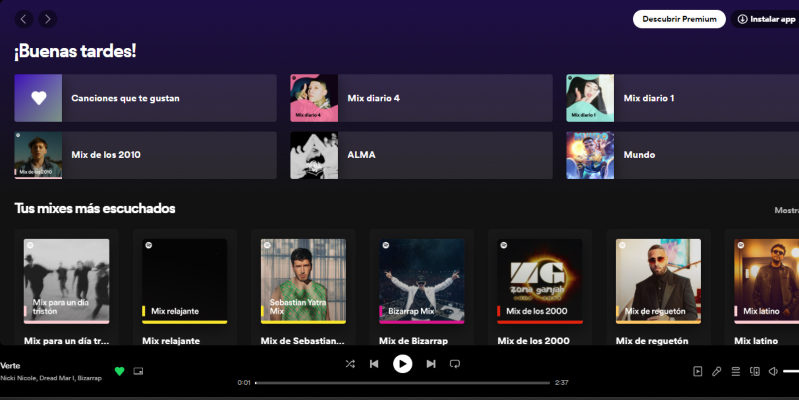 Descubrir Premium
Instalar app
¡Buenas tardes!
Canciones que te gustan
Mix diario 4
Mix diario 4
Mix diario 1
Mix diario 1
Mix de los 2010
Mix de los 2010
ALMA
Mundo
Tus mixes más escuchados
Mostra
Mix para un día
tristón
Mix relajante
Sebastian Yatra
Mix
Bizarrap Mix
ZG
zona ganjah
Mix de los 2000
Mix de reguetón
Mix latino
Mix para un día tr...
Mix relajante
Mix de Sebastian...
Mix de Bizarrap
Mix de los 2000
Mix de reguetón
Mix latino
Verte
Nicki Nicole, Dread Mar I, Bizarrap
0:01
2:37